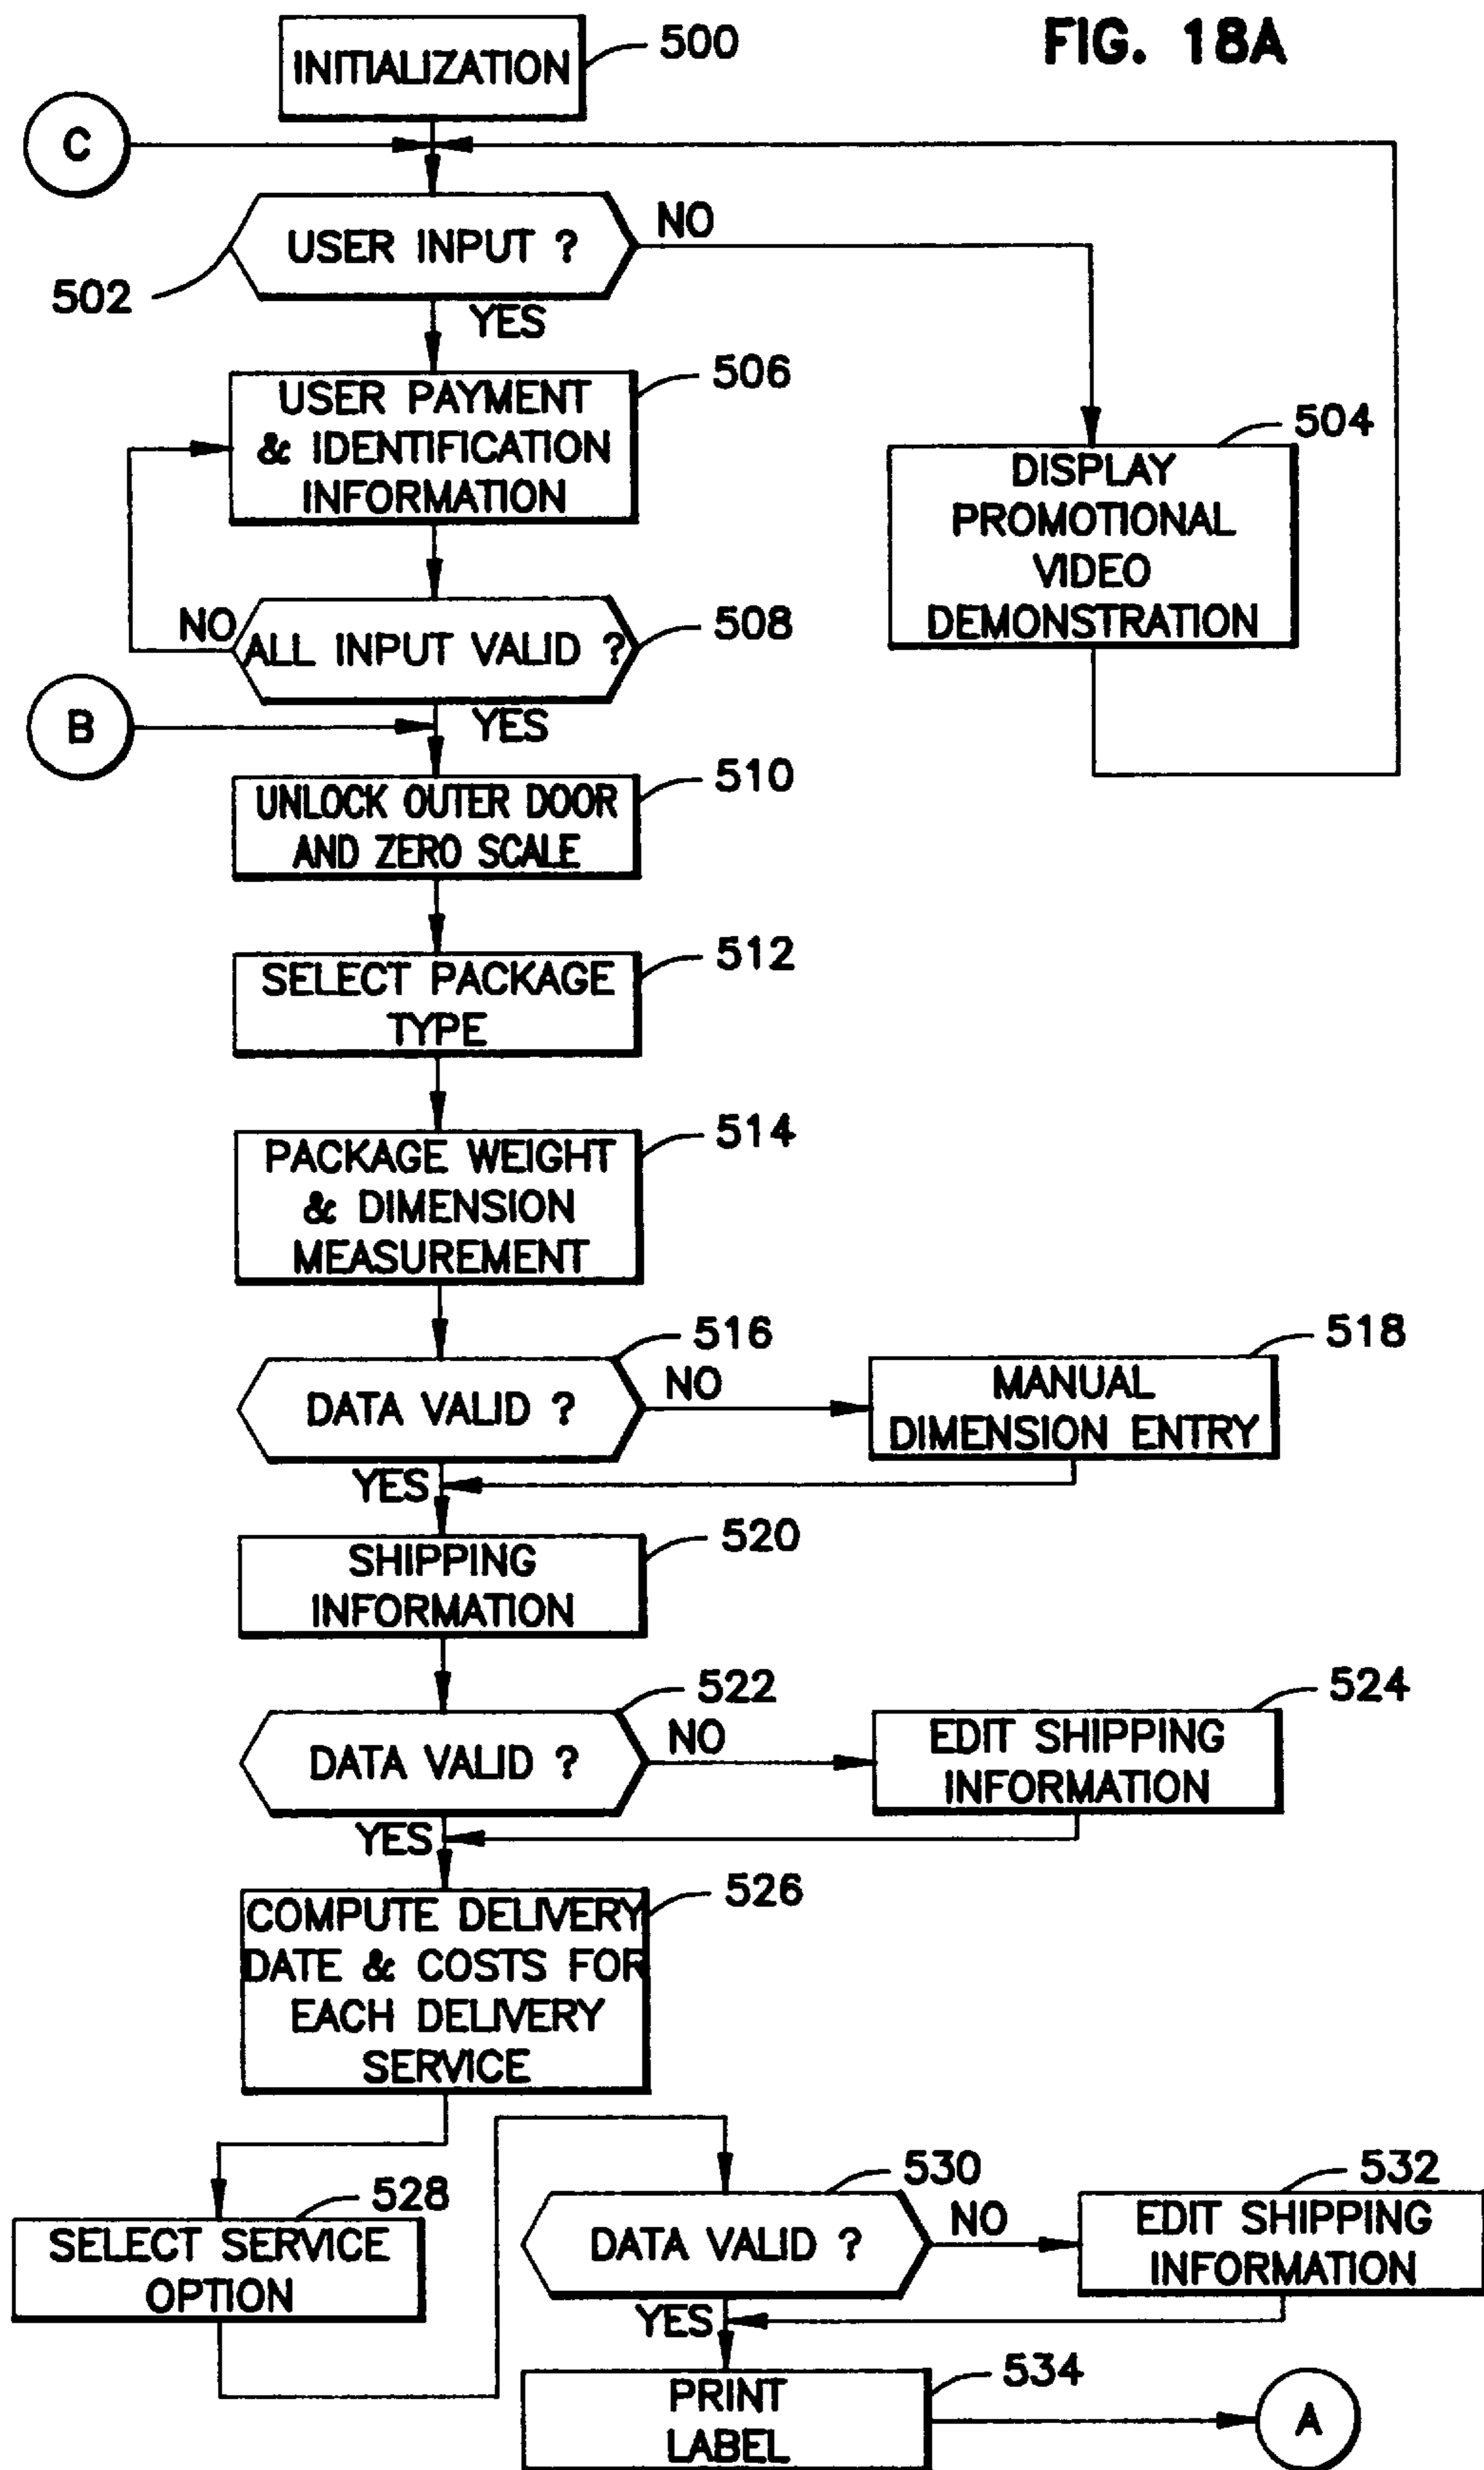 FIG. 18A
INITIALIZATION
500
C
USER INPUT ?
NO
502
YES
USER PAYMENT
& IDENTIFICATION
INFORMATION
506
504
DISPLAY
PROMOTIONAL
VIDEO
DEMONSTRATION
NO
ALL INPUT VALID ?
508
B
YES
510
UNLOCK OUTER DOOR
AND ZERO SCALE
512
SELECT PACKAGE
TYPE
514
PACKAGE WEIGHT
& DIMENSION
MEASUREMENT
516
DATA VALID ?
NO
518
MANUAL
DIMENSION ENTRY
YES
520
SHIPPING
INFORMATION
522
DATA VALID ?
NO
524
EDIT SHIPPING
INFORMATION
YES
526
COMPUTE DELIVERY
DATE & COSTS FOR
EACH DELIVERY
SERVICE
528
SELECT SERVICE
OPTION
530
DATA VALID ?
NO
532
EDIT SHIPPING
INFORMATION
YES
534
PRINT
LABEL
A